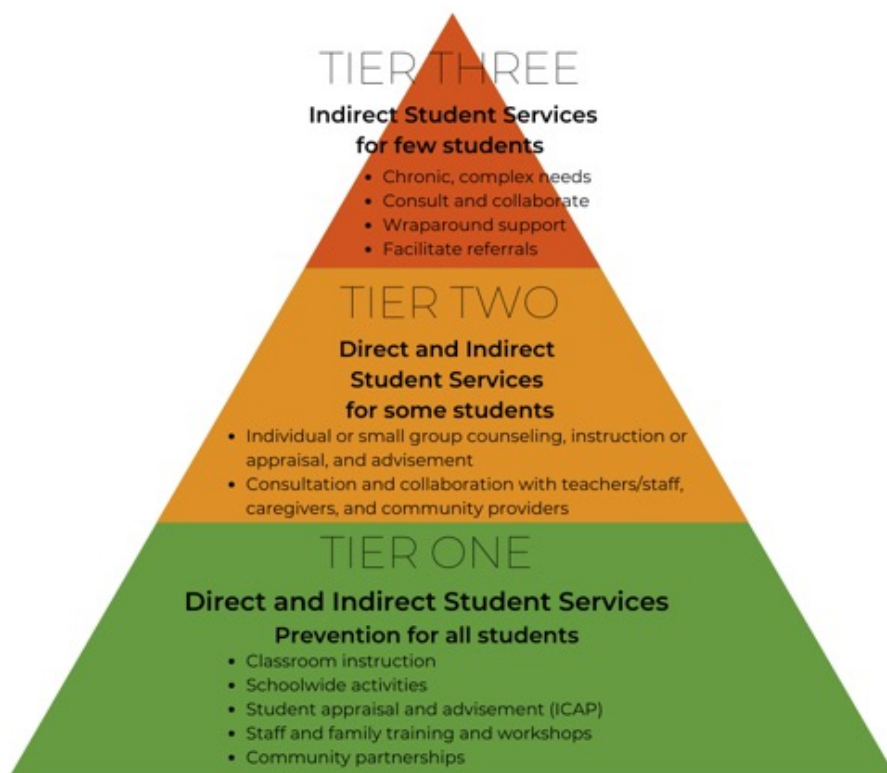 TIER THREE
Indirect Student Services
for few students
• Chronic, complex needs
• Consult and collaborate
• Wraparound support
• Facilitate referrals
TIER TWO
Direct and Indirect
Student Services
for some students
• Individual or small group counseling, instruction or
appraisal, and advisement
• Consultation and collaboration with teachers/staff,
caregivers, and community providers
TIER ONE
Direct and Indirect Student Services
Prevention for all students
• Classroom instruction
• Schoolwide activities
• Student appraisal and advisement (ICAP)
• Staff and family training and workshops
• Community partnerships